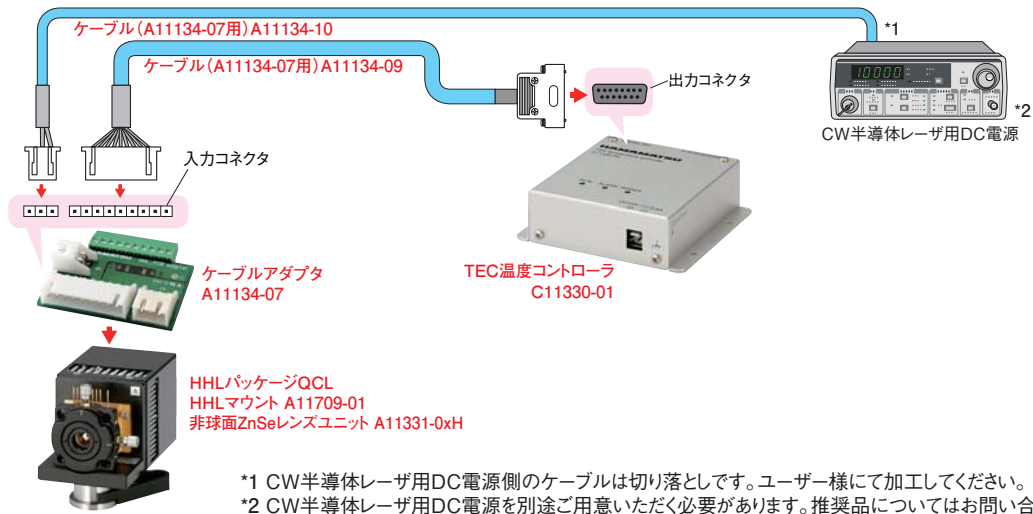 ケーブル(A11134-07用)A11134-10
*1
ケーブル(A11134-07用)A11134-09
出力コネクタ
10000
*2
CW半導体レーザ用DC電源
入力コネクタ
HAMAMATSU
ケーブルアダプタ
A11134-07
TEC温度コントローラ
C11330-01
HHLパッケージQCL
HHLマウント A11709-01
非球面ZnSeレンズユニット A11331-0xH
*1 CW半導体レーザ用DC電源側のケーブルは切り落としです。ユーザー様にて加工してください。
*2 CW半導体レーザ用DC電源を別途ご用意いただく必要があります。推奨品についてはお問い合